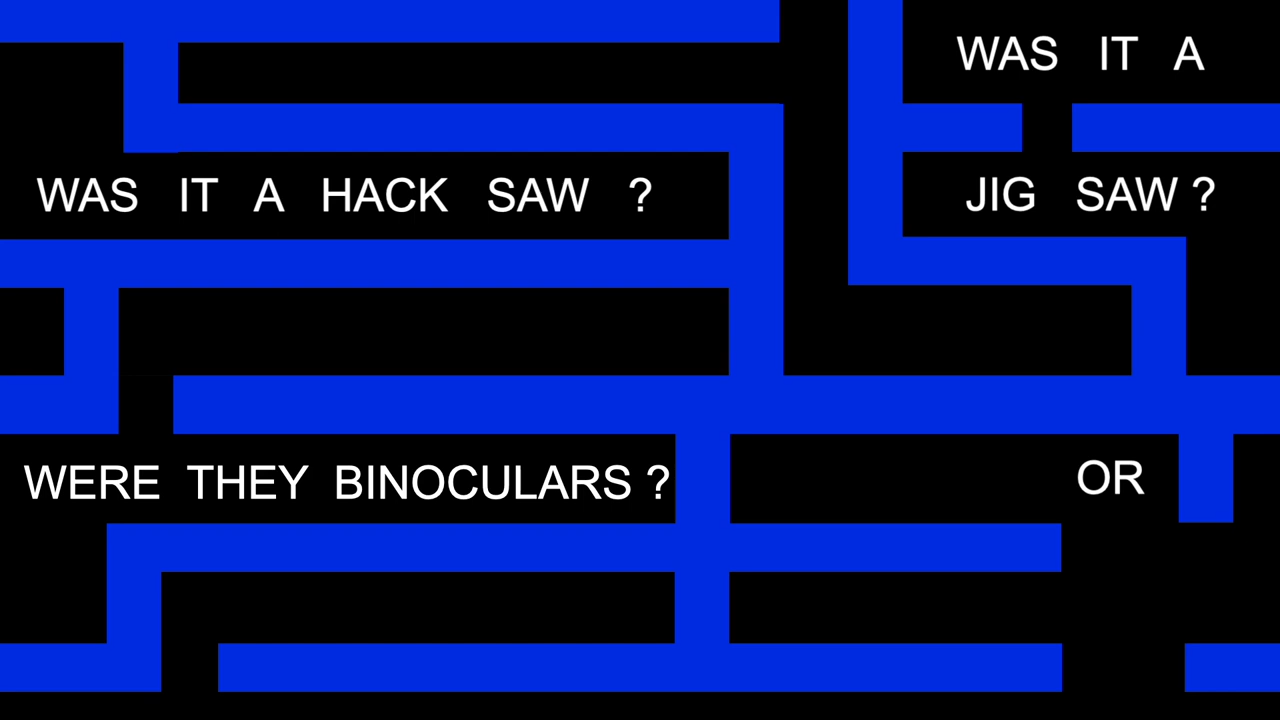 WAS IT A
JIG SAW ?
WAS IT A HACK SAW ?
WERE THEY BINOCULARS ?
OR